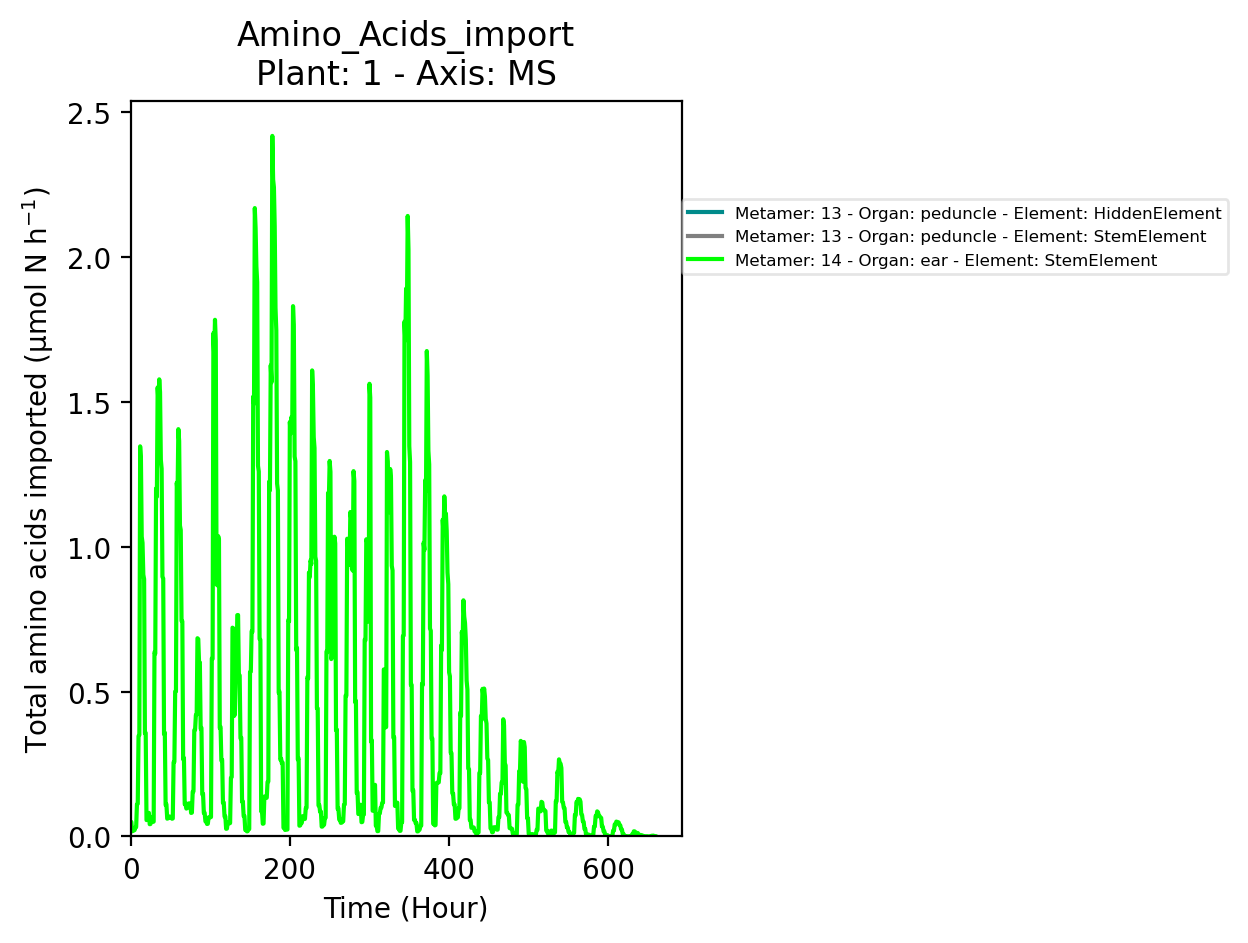 Amino_Acids_import
Plant: 1 - Axis: MS
2.5
2.0
1.5
1.0
0.5
0.0
0
200
400
600
Time (Hour)
Total amino acids imported (µmol N h⁻¹)
Metamer: 13 - Organ: peduncle - Element: HiddenElement
Metamer: 13 - Organ: peduncle - Element: StemElement
Metamer: 14 - Organ: ear - Element: StemElement